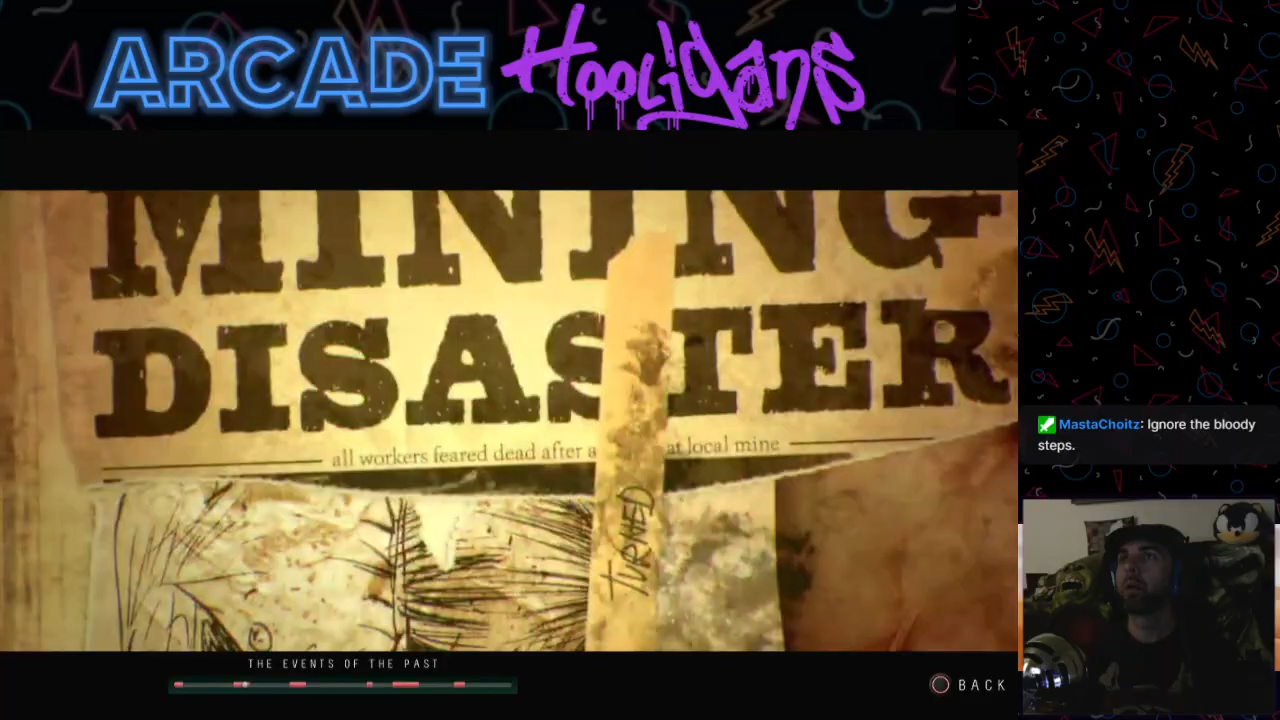 ARCADE Hooligans
MINING
DISASTER
all workers feared dead after a at local mine
TURNED
MastaChoitz: Ignore the bloody
steps.
THE EVENTS OF THE PAST
BACK